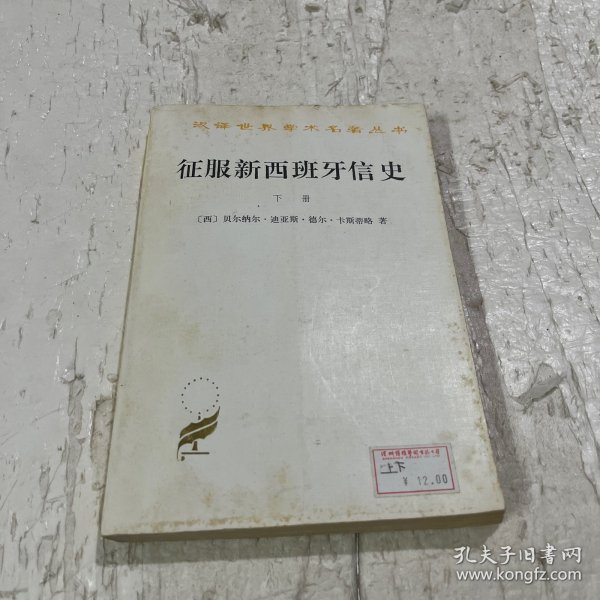 汉译世界学术名著丛书
征服新西班牙信史
下 册
〔西〕贝尔纳尔·迪亚斯·德尔·卡斯蒂略 著
上下
¥ 12.00
孔夫子旧书网
www.kongfz.com